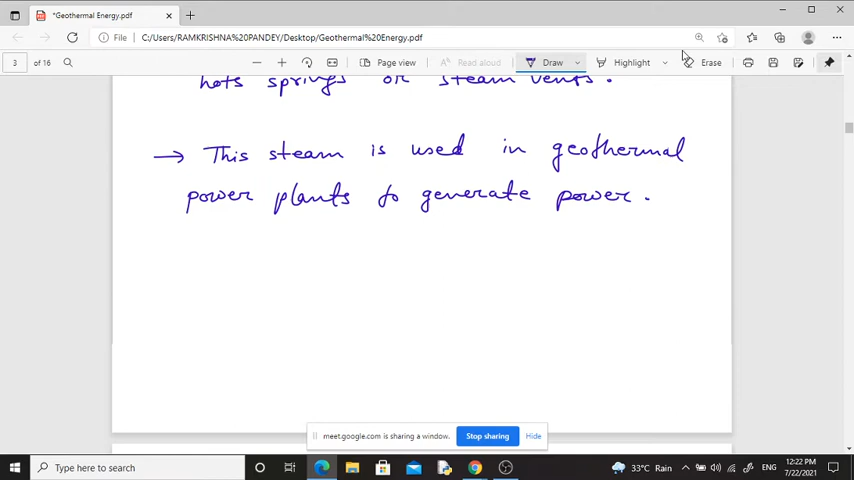 *Geothermal Energy.pdf
File
C:/Users/RAMKRISHNA%20PANDEY/Desktop/Geothermal%20Energy.pdf
3 of 16
Page view
Read aloud
Draw
Highlight
Erase
hots springs or steam vents.
→ This steam is used in geothermal
power plants to generate power.
meet.google.com is sharing a window.
Stop sharing
Hide
Type here to search
33°C Rain
ENG
12:22 PM
7/22/2021